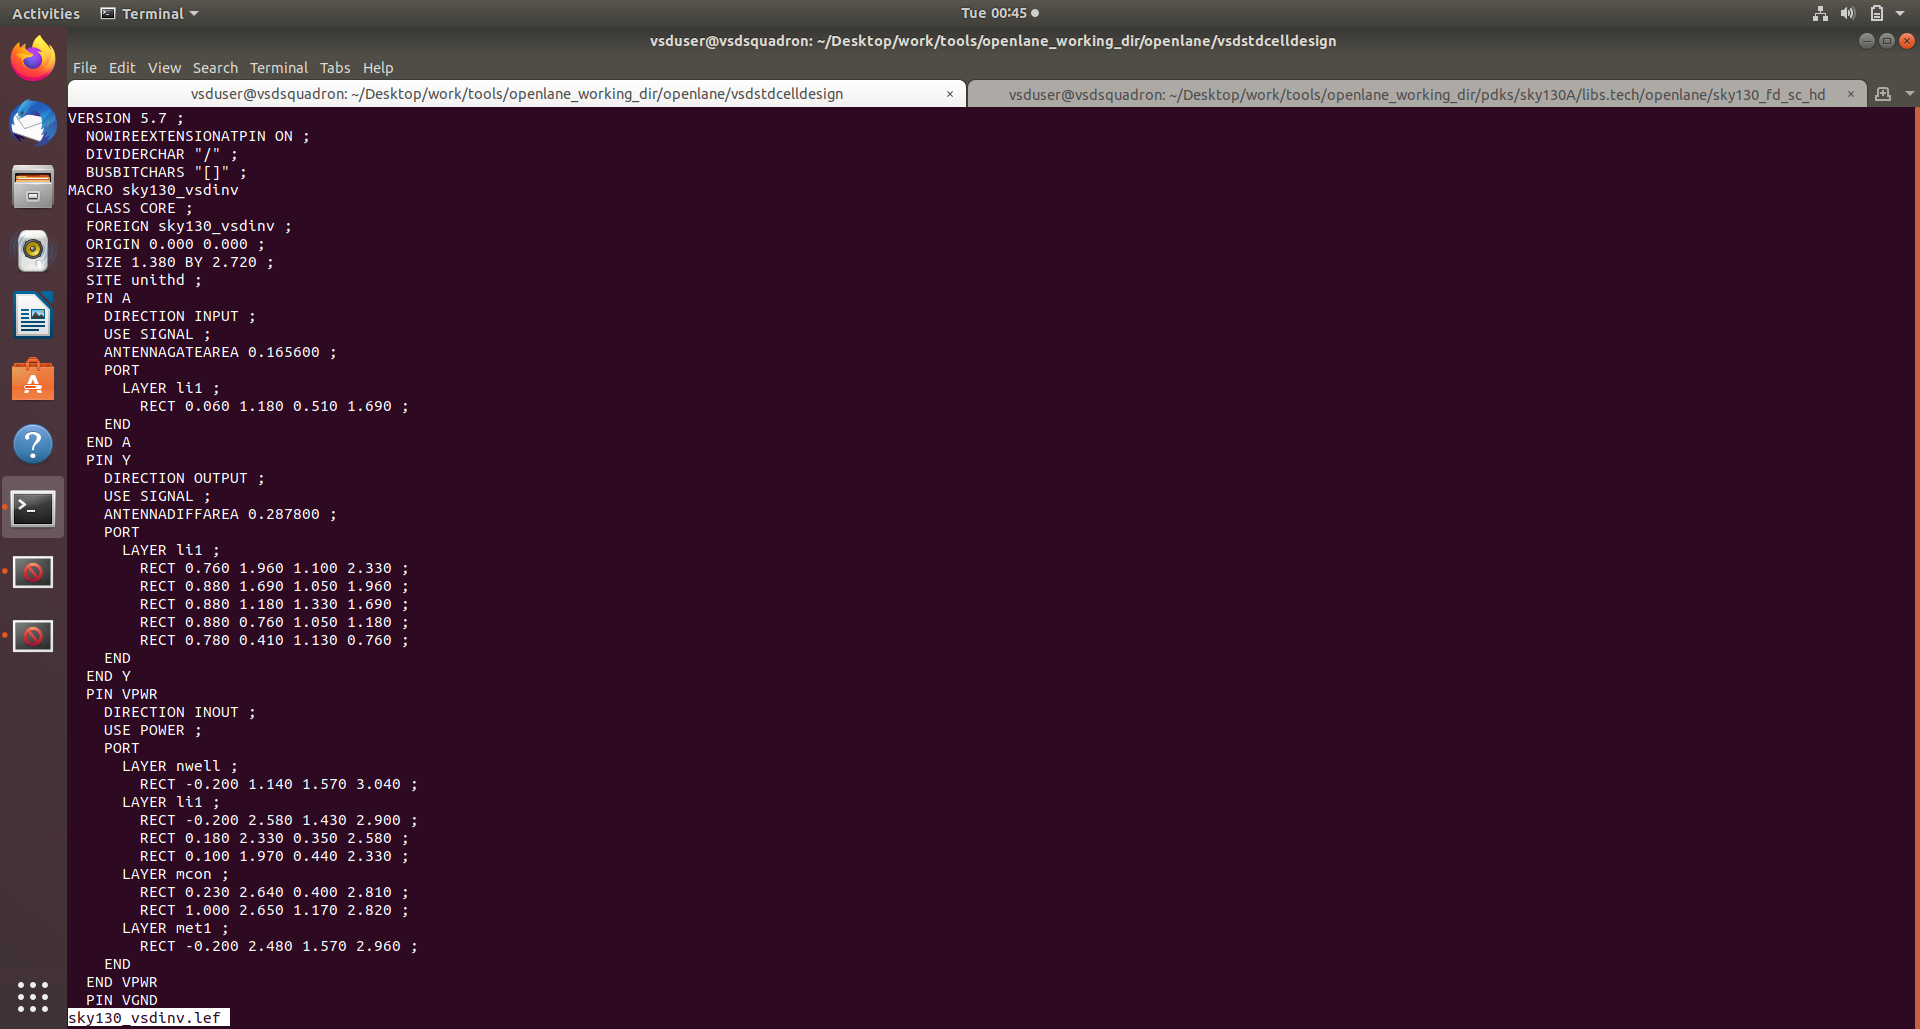 Activities Terminal Tue 00:45
vsduser@vsdsquadron: ~/Desktop/work/tools/openlane_working_dir/openlane/vsdstdcelldesign
File Edit View Search Terminal Tabs Help
vsduser@vsdsquadron: ~/Desktop/work/tools/openlane_working_dir/openlane/vsdstdcelldesign × vsduser@vsdsquadron: ~/Desktop/work/tools/openlane_working_dir/pdks/sky130A/libs.tech/openlane/sky130_fd_sc_hd ×
VERSION 5.7 ;
  NOWIREEXTENSIONATPIN ON ;
  DIVIDERCHAR "/" ;
  BUSBITCHARS "[]" ;
MACRO sky130_vsdinv
  CLASS CORE ;
  FOREIGN sky130_vsdinv ;
  ORIGIN 0.000 0.000 ;
  SIZE 1.380 BY 2.720 ;
  SITE unithd ;
  PIN A
    DIRECTION INPUT ;
    USE SIGNAL ;
    ANTENNAGATEAREA 0.165600 ;
    PORT
      LAYER li1 ;
        RECT 0.060 1.180 0.510 1.690 ;
    END
  END A
  PIN Y
    DIRECTION OUTPUT ;
    USE SIGNAL ;
    ANTENNADIFFAREA 0.287800 ;
    PORT
      LAYER li1 ;
        RECT 0.760 1.960 1.100 2.330 ;
        RECT 0.880 1.690 1.050 1.960 ;
        RECT 0.880 1.180 1.330 1.690 ;
        RECT 0.880 0.760 1.050 1.180 ;
        RECT 0.780 0.410 1.130 0.760 ;
    END
  END Y
  PIN VPWR
    DIRECTION INOUT ;
    USE POWER ;
    PORT
      LAYER nwell ;
        RECT -0.200 1.140 1.570 3.040 ;
      LAYER li1 ;
        RECT -0.200 2.580 1.430 2.900 ;
        RECT 0.180 2.330 0.350 2.580 ;
        RECT 0.100 1.970 0.440 2.330 ;
      LAYER mcon ;
        RECT 0.230 2.640 0.400 2.810 ;
        RECT 1.000 2.650 1.170 2.820 ;
      LAYER met1 ;
        RECT -0.200 2.480 1.570 2.960 ;
    END
  END VPWR
  PIN VGND
sky130_vsdinv.lef